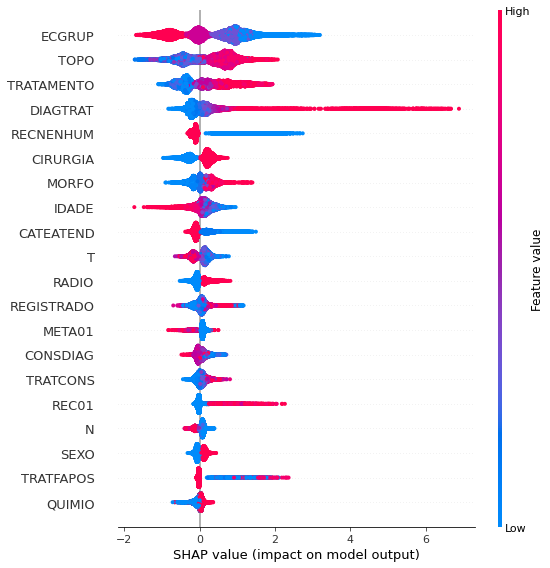 High
ECGRUP
TOPO
TRATAMENTO
DIAGTRAT
RECNENHUM
CIRURGIA
MORFO
IDADE
CATEATEND
T
RADIO
REGISTRADO
META01
CONSDIAG
TRATCONS
REC01
N
SEXO
TRATFAPOS
QUIMIO
Feature value
Low
−2 0 2 4 6
SHAP value (impact on model output)